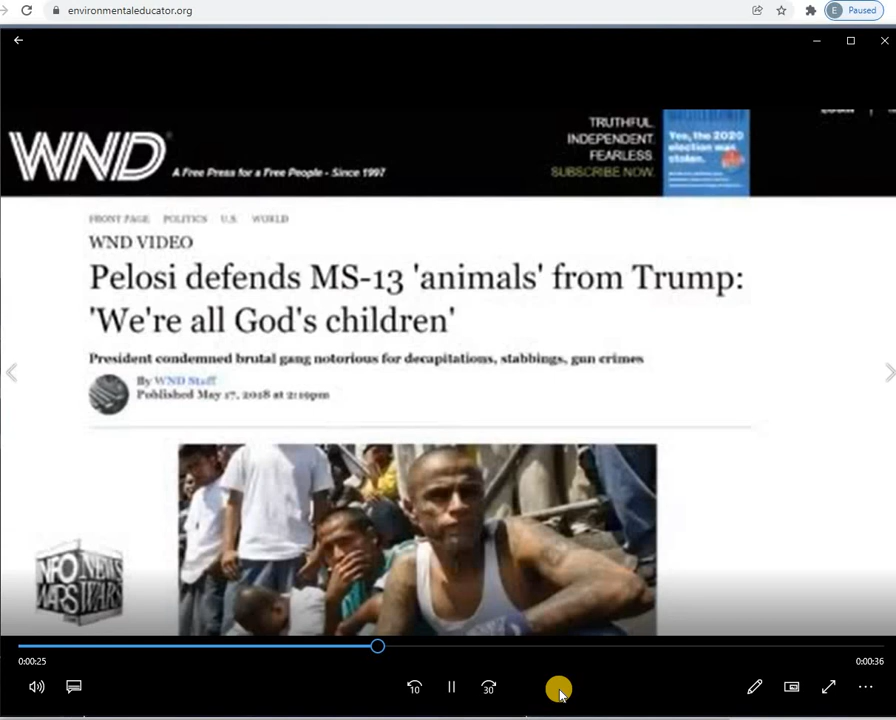 environmentaleducator.org
E Paused
WND
A Free Press for a Free People - Since 1997
TRUTHFUL.
INDEPENDENT.
FEARLESS.
SUBSCRIBE NOW.
Yes, the 2020
election was
stolen.
FRONT PAGE POLITICS U.S. WORLD
WND VIDEO
Pelosi defends MS-13 'animals' from Trump:
'We're all God's children'
President condemned brutal gang notorious for decapitations, stabbings, gun crimes
By WND Staff
Published May 17, 2018 at 2:19pm
INFO NEWS
WARS WARS
0:00:25
0:00:36
10
30